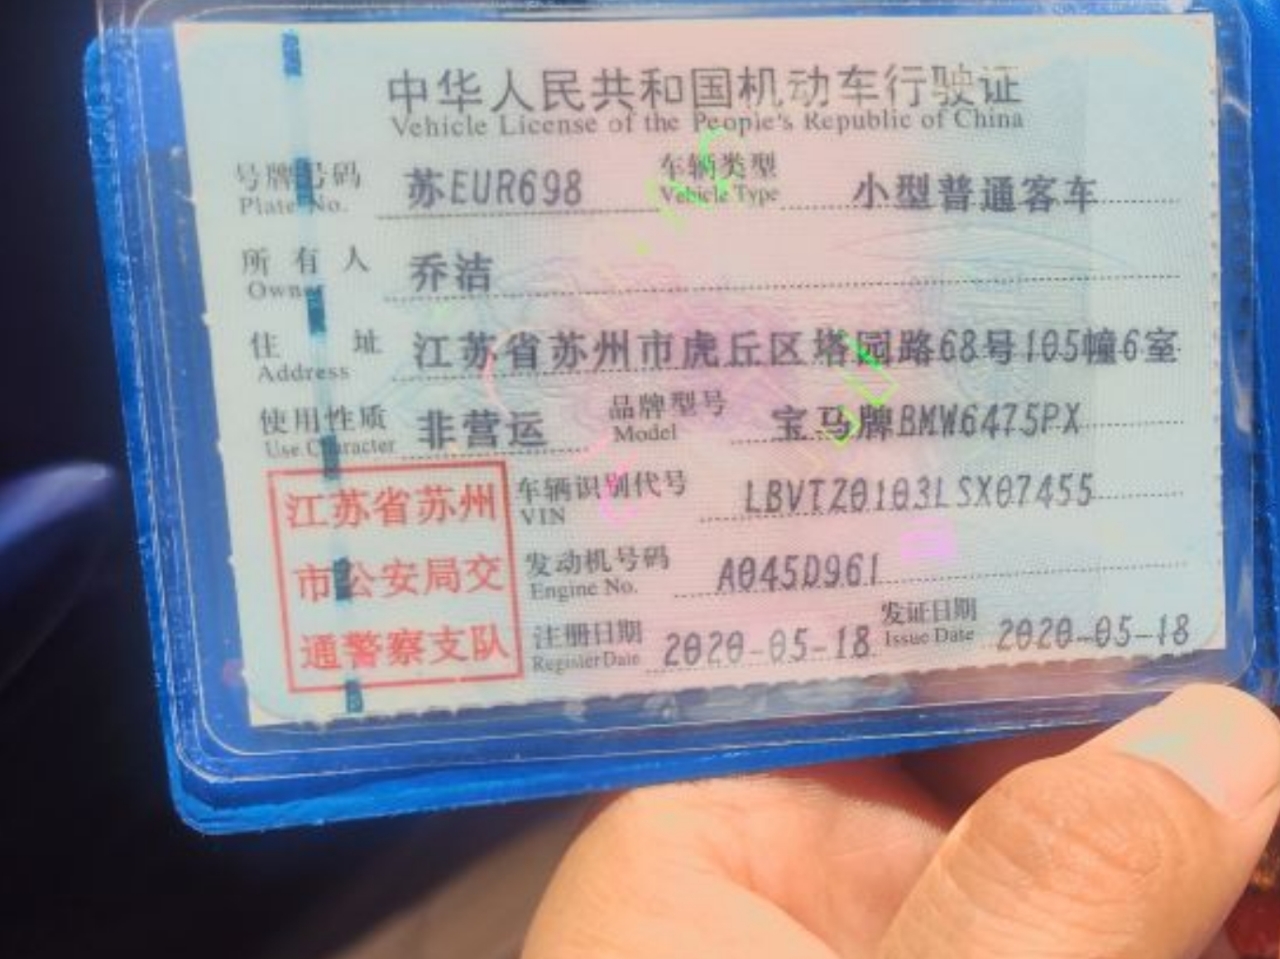 中华人民共和国机动车行驶证
Vehicle License of the People's Republic of China
号牌号码 苏EUR698 车辆类型 小型普通客车
Plate No. Vehicle Type
所有人 乔洁
Owner
住址 江苏省苏州市虎丘区塔园路68号105幢6室
Address
使用性质 非营运 品牌型号 宝马牌BMW6475PX
Use Character Model
江苏省苏州
市公安局交
通警察支队
车辆识别代号 LBVTZ0103LSX07455
VIN
发动机号码 A045D961
Engine No.
注册日期 2020-05-18 发证日期 2020-05-18
Register Date Issue Date